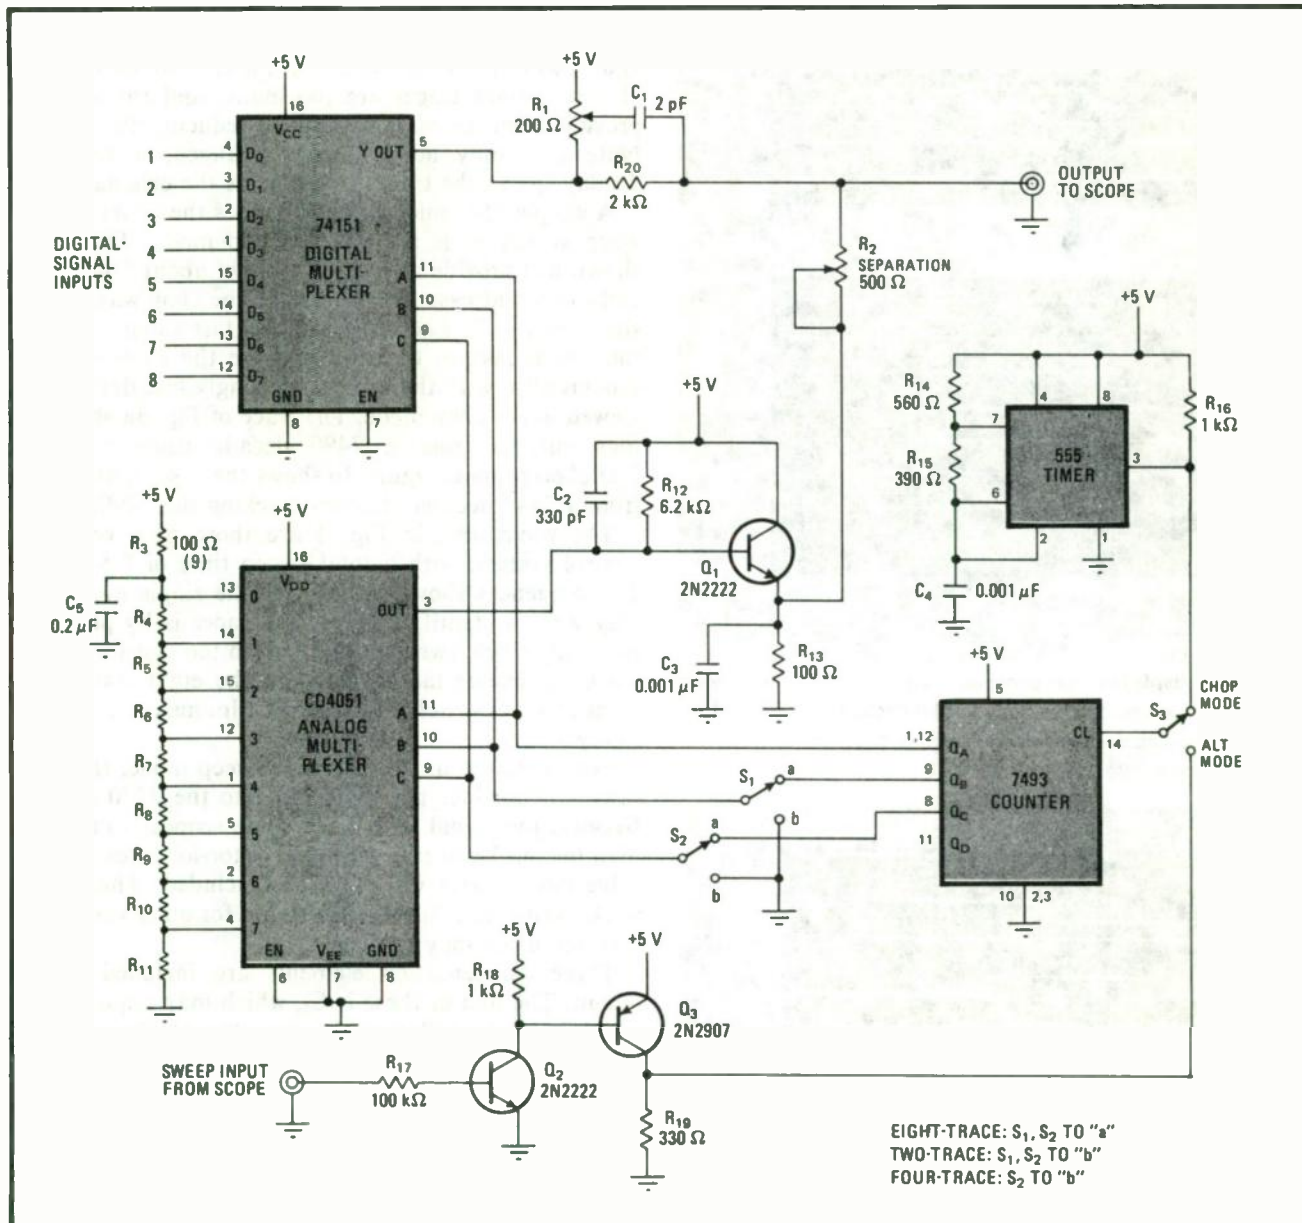 +5 V
16
V_CC
DIGITAL-SIGNAL INPUTS
1
2
3
4
5
6
7
8
4 D0
3 D1
2 D2
1 D3
15 D4
14 D5
13 D6
12 D7
74151
DIGITAL
MULTI-
PLEXER
Y OUT 5
A 11
B 10
C 9
GND 8
EN 7
+5 V
R1
200 Ω
C1 2 pF
R20
2 kΩ
OUTPUT
TO SCOPE
R2
SEPARATION
500 Ω
+5 V
R14
560 Ω
R15
390 Ω
C4 0.001 μF
R16
1 kΩ
4
8
7
6
2
1
3
555
TIMER
+5 V
C2
330 pF
R12
6.2 kΩ
Q1
2N2222
C3
0.001 μF
R13
100 Ω
+5 V
R3 100 Ω
(9)
C5
0.2 μF
R4
R5
R6
R7
R8
R9
R10
R11
+5 V
16
V_DD
13 0
14 1
15 2
12 3
1 4
5 5
2 6
4 7
CD4051
ANALOG
MULTI-
PLEXER
OUT 3
A 11
B 10
C 9
EN 6
V_EE 7
GND 8
+5 V
5
1,12 QA
9 QB
8 QC
11 QD
7493
COUNTER
CL 14
10
2,3
S3
CHOP
MODE
ALT
MODE
S1
a
b
S2
a
b
SWEEP INPUT
FROM SCOPE
R17
100 kΩ
+5 V
R18
1 kΩ
Q2
2N2222
+5 V
Q3
2N2907
R19
330 Ω
EIGHT-TRACE: S1, S2 TO "a"
TWO-TRACE: S1, S2 TO "b"
FOUR-TRACE: S2 TO "b"